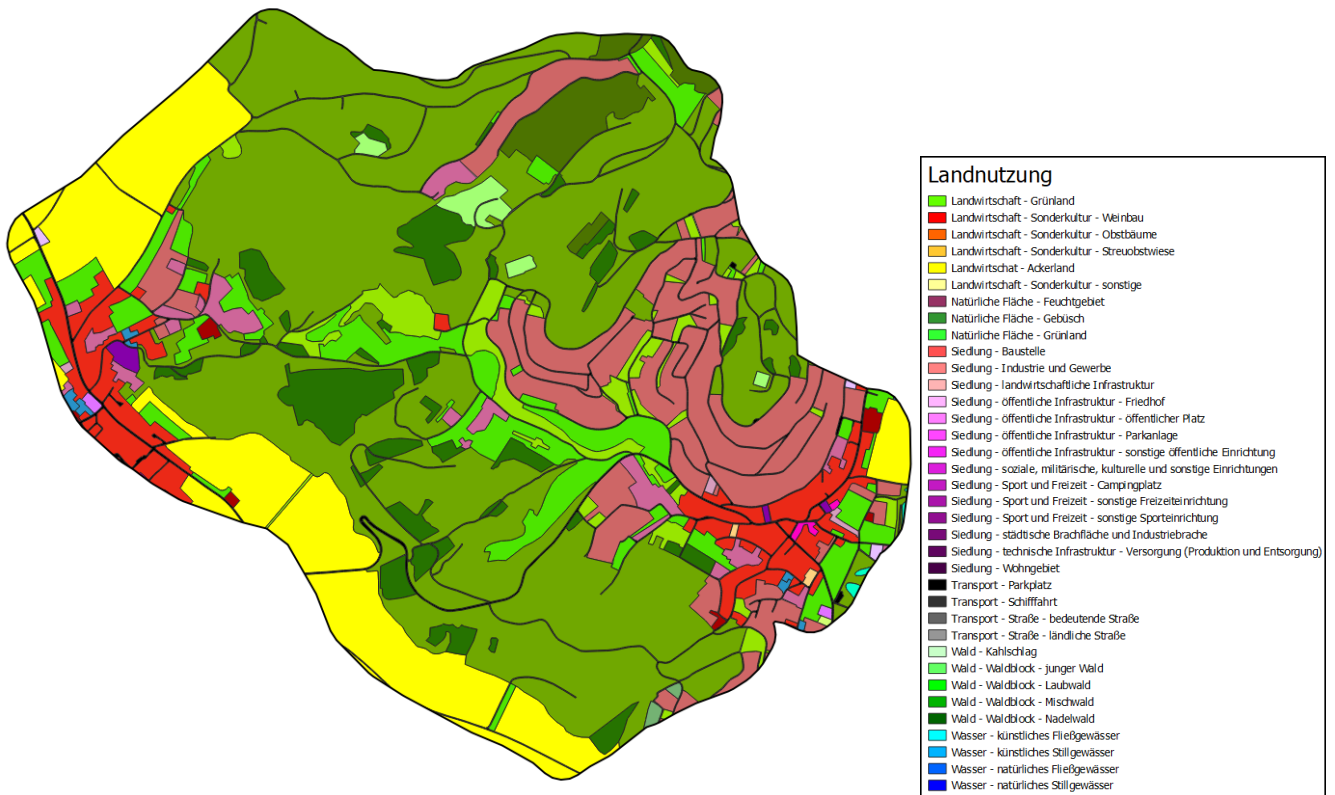 Landnutzung
Landwirtschaft - Grünland
Landwirtschaft - Sonderkultur - Weinbau
Landwirtschaft - Sonderkultur - Obstbäume
Landwirtschaft - Sonderkultur - Streuobstwiese
Landwirtschat - Ackerland
Landwirtschaft - Sonderkultur - sonstige
Natürliche Fläche - Feuchtgebiet
Natürliche Fläche - Gebüsch
Natürliche Fläche - Grünland
Siedlung - Baustelle
Siedlung - Industrie und Gewerbe
Siedlung - landwirtschaftliche Infrastruktur
Siedlung - öffentliche Infrastruktur - Friedhof
Siedlung - öffentliche Infrastruktur - öffentlicher Platz
Siedlung - öffentliche Infrastruktur - Parkanlage
Siedlung - öffentliche Infrastruktur - sonstige öffentliche Einrichtung
Siedlung - soziale, militärische, kulturelle und sonstige Einrichtungen
Siedlung - Sport und Freizeit - Campingplatz
Siedlung - Sport und Freizeit - sonstige Freizeiteinrichtung
Siedlung - Sport und Freizeit - sonstige Sporteinrichtung
Siedlung - städtische Brachfläche und Industriebrache
Siedlung - technische Infrastruktur - Versorgung (Produktion und Entsorgung)
Siedlung - Wohngebiet
Transport - Parkplatz
Transport - Schifffahrt
Transport - Straße - bedeutende Straße
Transport - Straße - ländliche Straße
Wald - Kahlschlag
Wald - Waldblock - junger Wald
Wald - Waldblock - Laubwald
Wald - Waldblock - Mischwald
Wald - Waldblock - Nadelwald
Wasser - künstliches Fließgewässer
Wasser - künstliches Stillgewässer
Wasser - natürliches Fließgewässer
Wasser - natürliches Stillgewässer